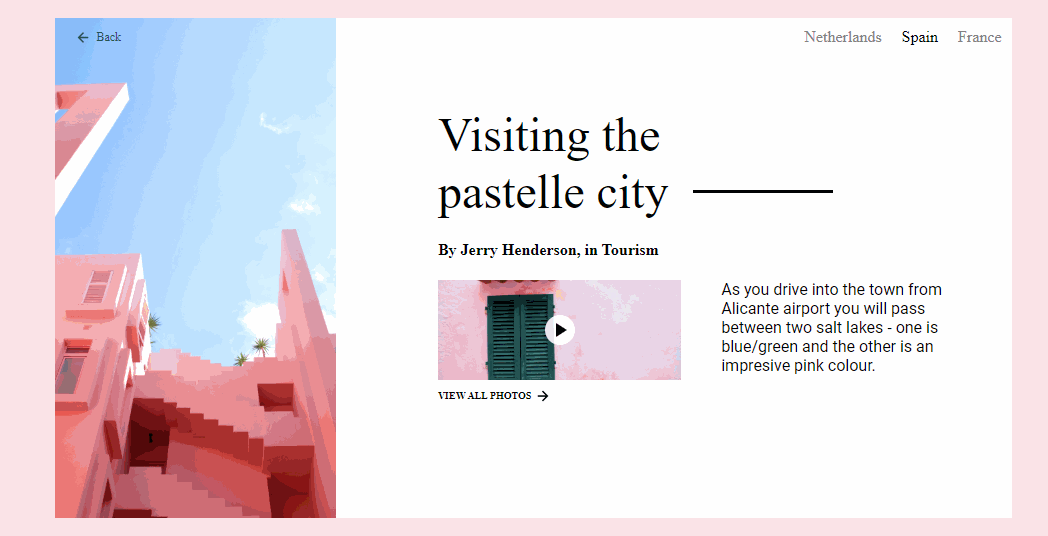 Back
Netherlands Spain France
Visiting the
pastelle city
By Jerry Henderson, in Tourism
As you drive into the town from
Alicante airport you will pass
between two salt lakes - one is
blue/green and the other is an
impresive pink colour.
VIEW ALL PHOTOS